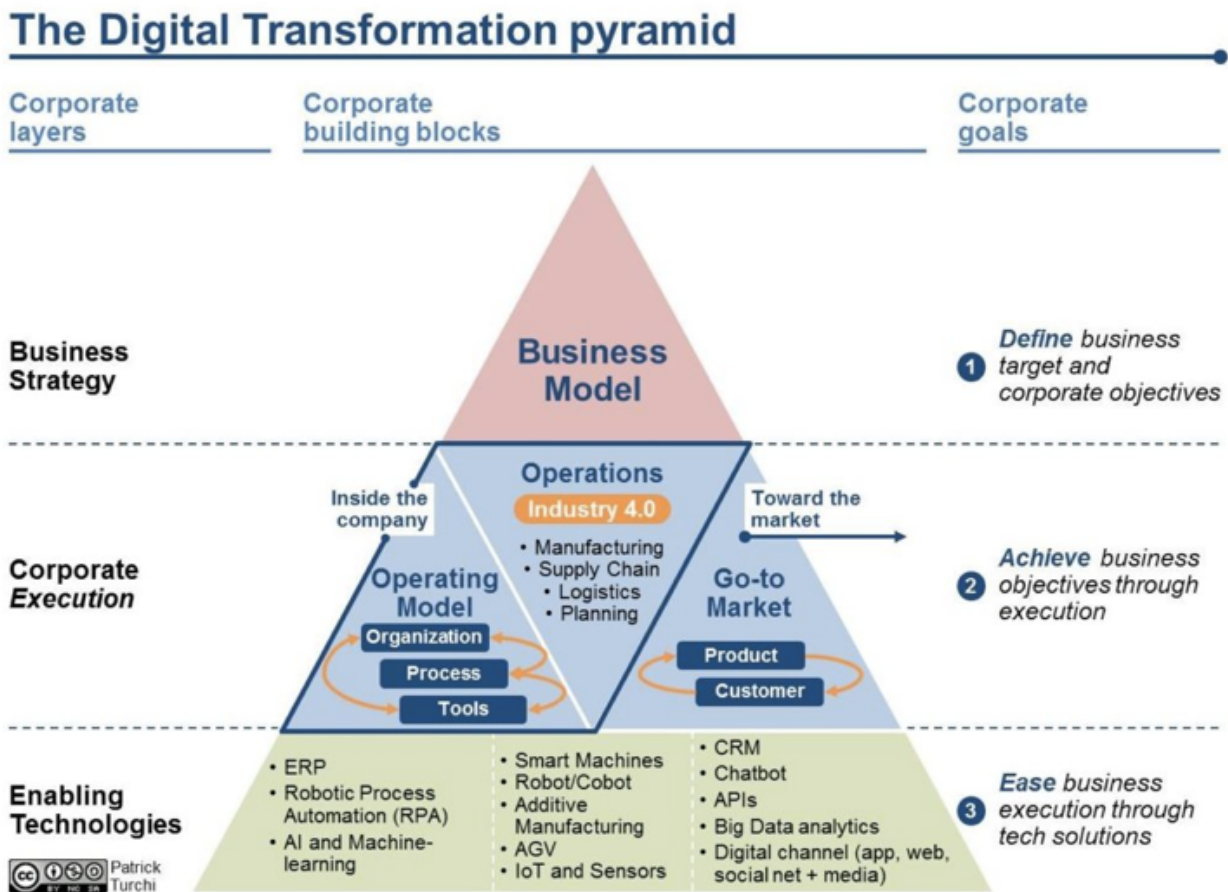 The Digital Transformation pyramid
Corporate
layers
Corporate
building blocks
Corporate
goals
Business
Strategy
Business
Model
1
Define business
target and
corporate objectives
Corporate
Execution
Inside the
company
Operating
Model
Organization
Process
Tools
Operations
Industry 4.0
• Manufacturing
• Supply Chain
• Logistics
• Planning
Toward the
market
Go-to
Market
Product
Customer
2
Achieve business
objectives through
execution
Enabling
Technologies
• ERP
• Robotic Process
Automation (RPA)
• AI and Machine-
learning
• Smart Machines
• Robot/Cobot
• Additive
Manufacturing
• AGV
• IoT and Sensors
• CRM
• Chatbot
• APIs
• Big Data analytics
• Digital channel (app, web,
social net + media)
3
Ease business
execution through
tech solutions
cc
BY NC SA
Patrick
Turchi